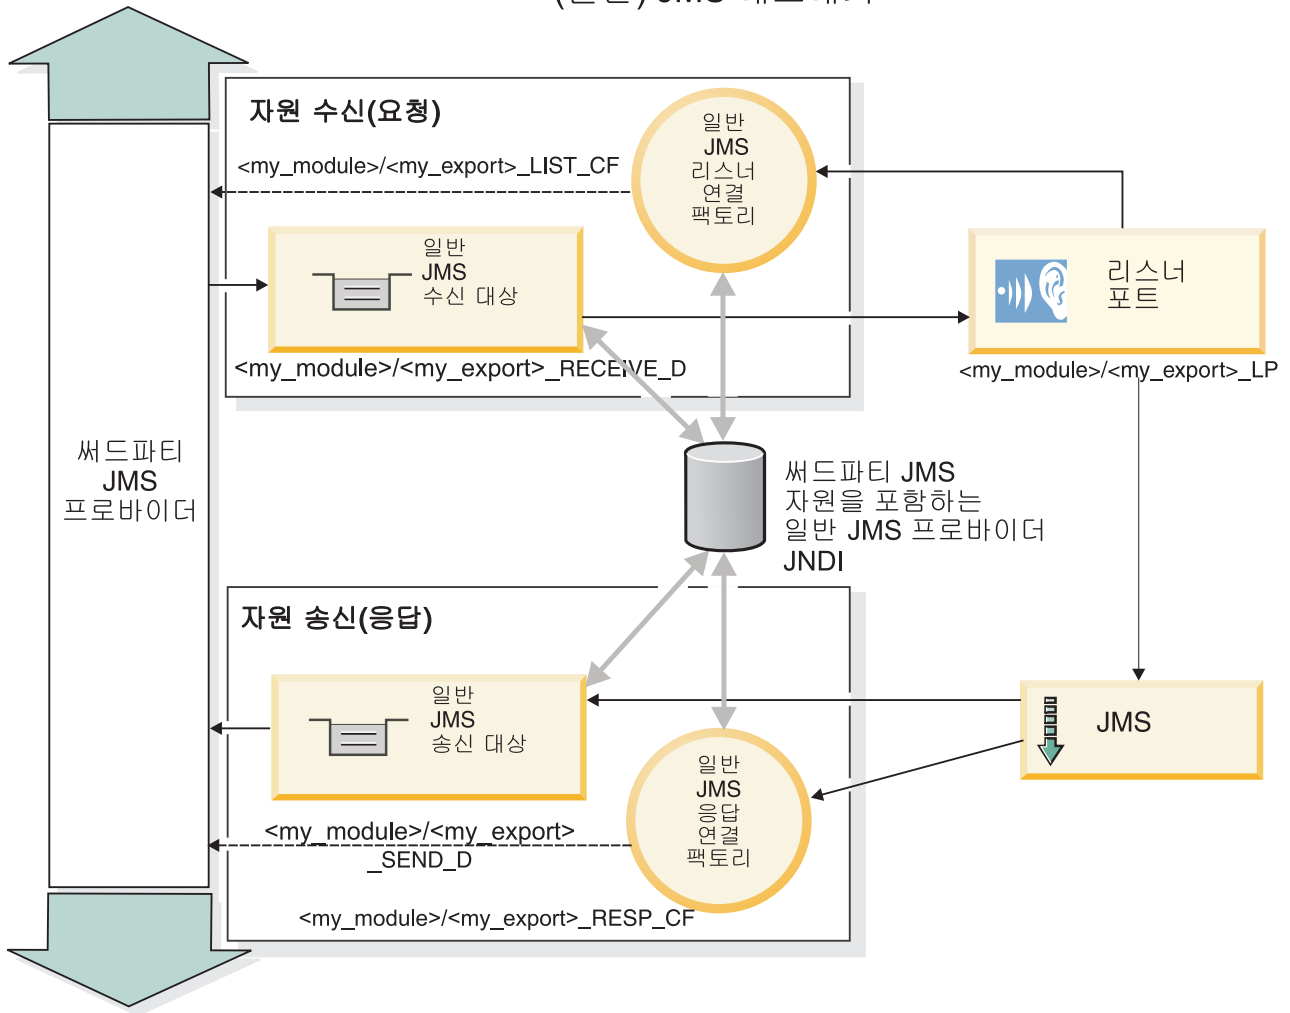 JMS
자원 수신(요청)
일반
JMS
리스너
연결
팩토리
<my_module>/<my_export>_LIST_CF
일반
JMS
수신 대상
리스너
포트
<my_module>/<my_export>_RECEIVE_D
<my_module>/<my_export>_LP
써드파티
JMS
프로바이더
써드파티 JMS
자원을 포함하는
일반 JMS 프로바이더
JNDI
자원 송신(응답)
일반
JMS
송신 대상
JMS
일반
JMS
응답
연결
팩토리
<my_module>/<my_export>
_SEND_D
<my_module>/<my_export>_RESP_CF